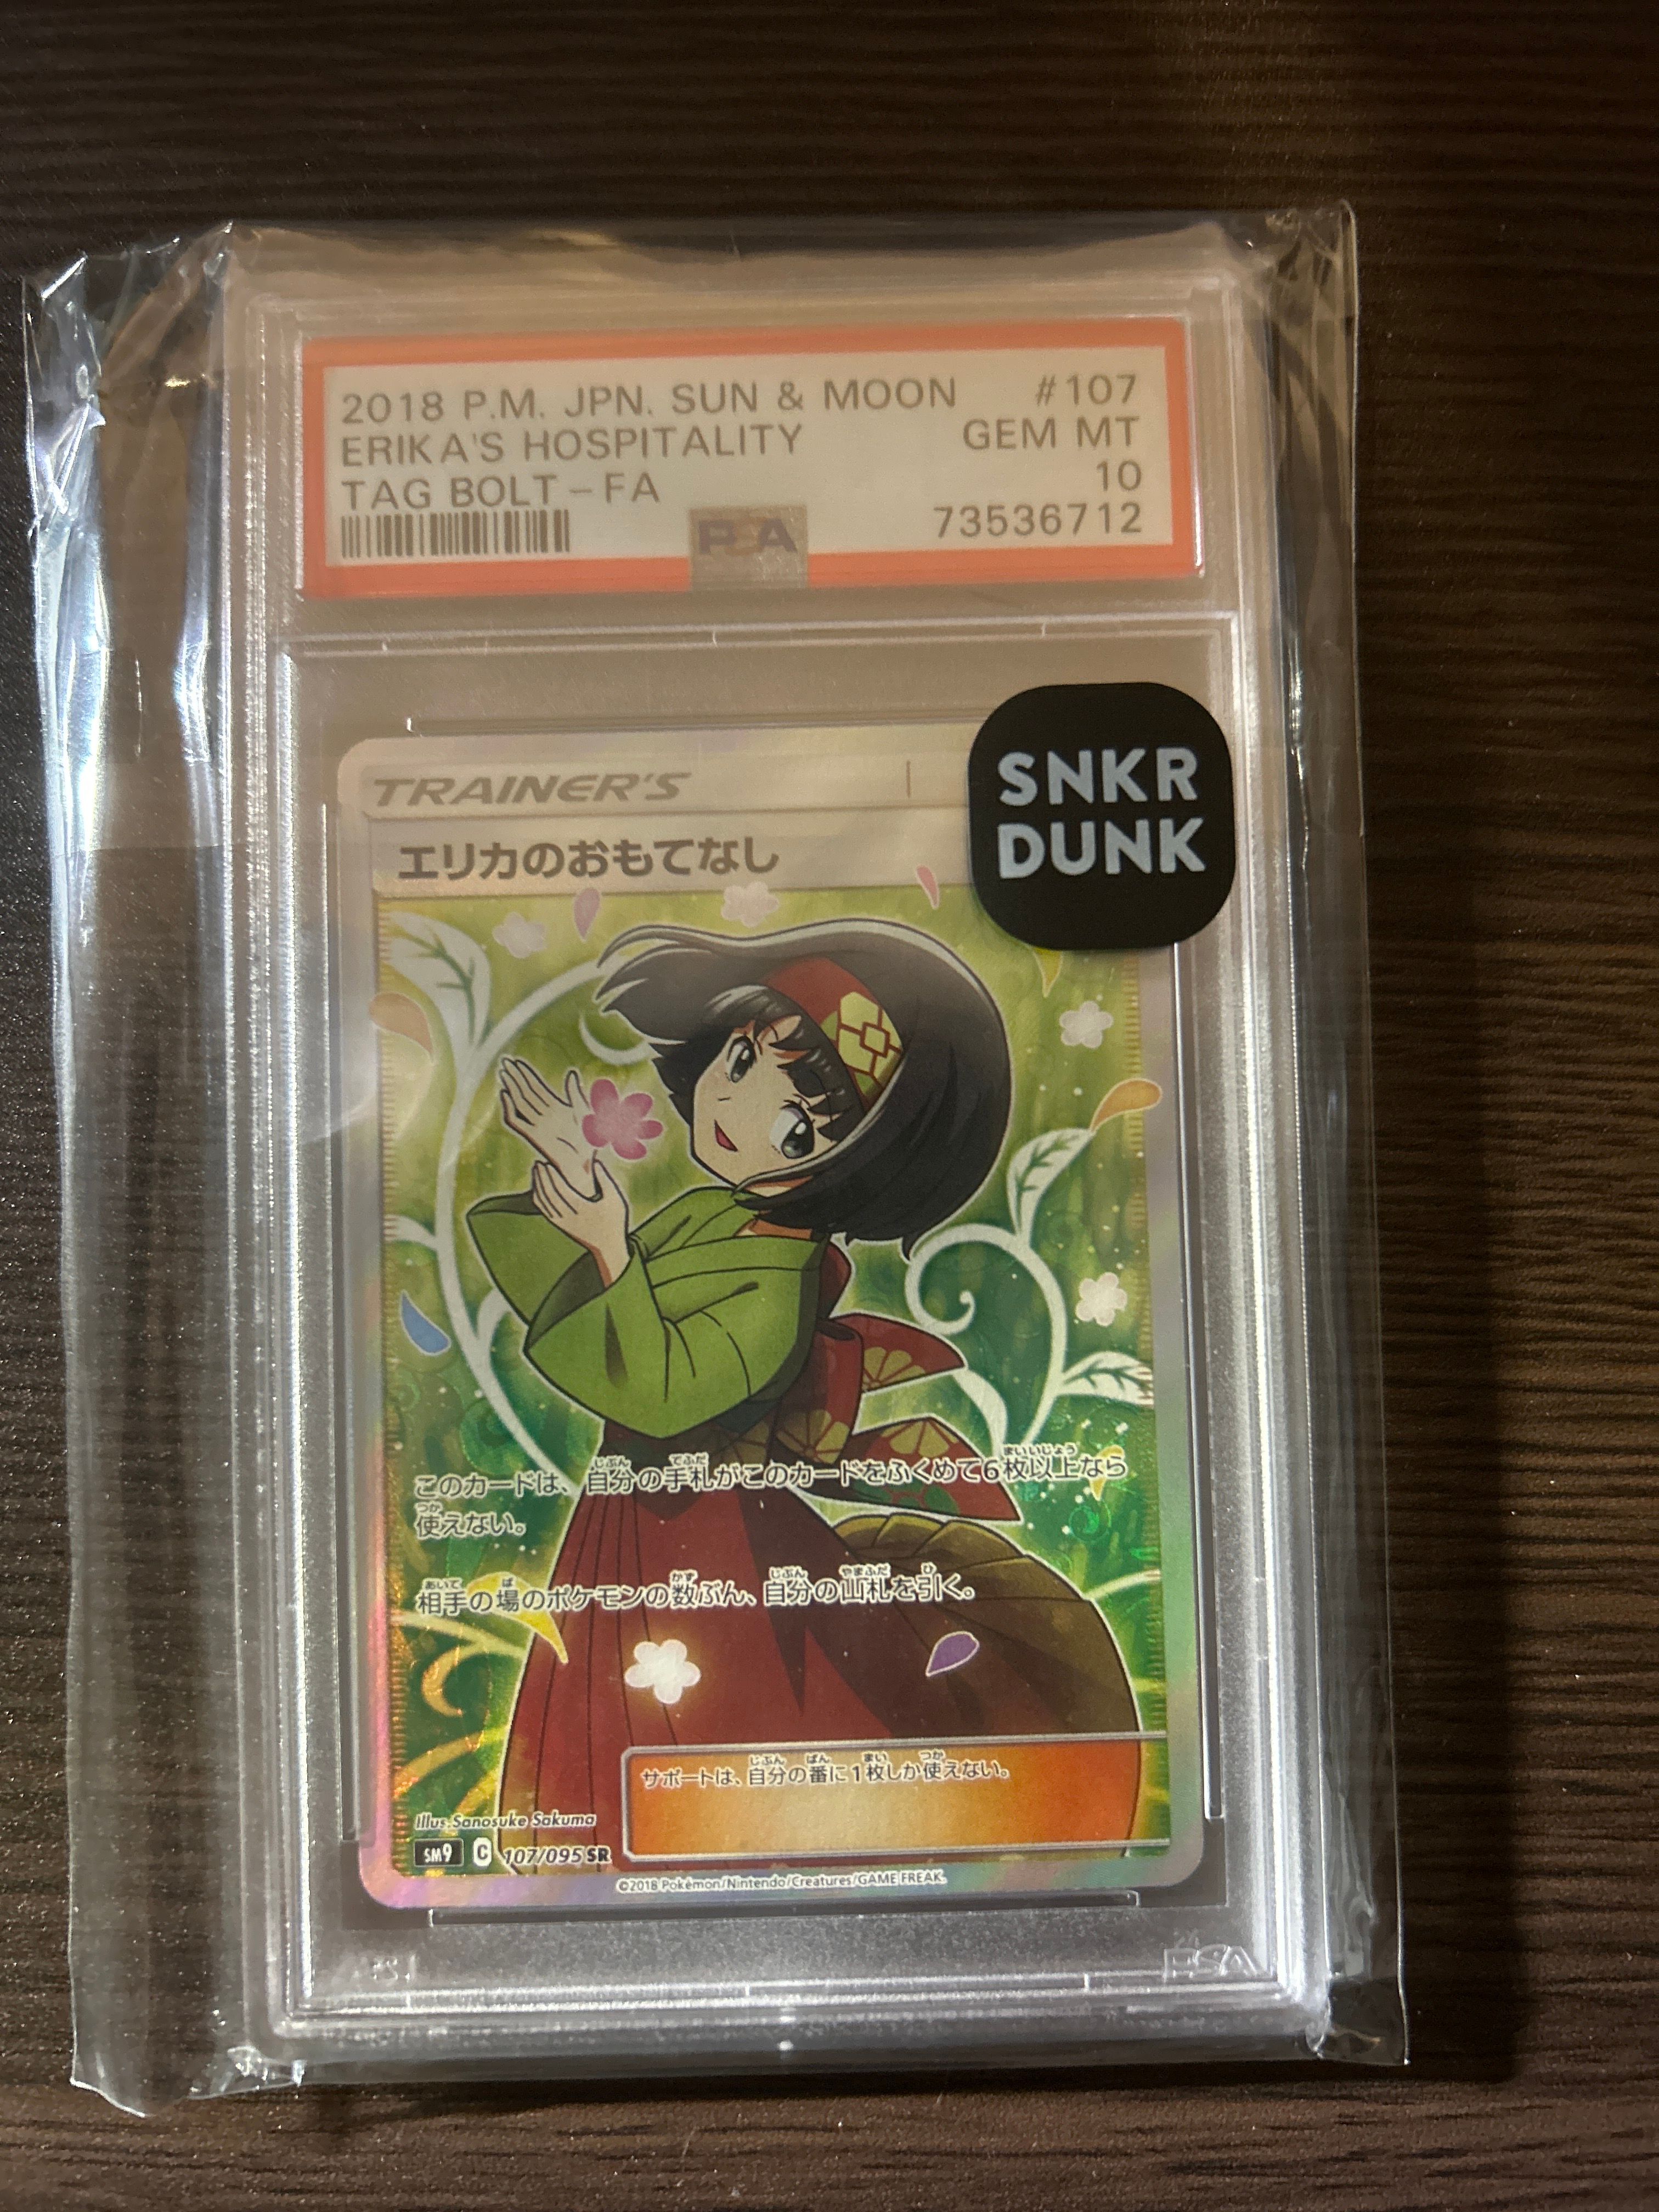 2018 P.M. JPN. SUN & MOON #107
ERIKA'S HOSPITALITY GEM MT
TAG BOLT - FA 10
PSA 73536712
SNKR
DUNK
TRAINER'S
エリカのおもてなし
このカードは、自分の手札がこのカードをふくめて6枚以上なら
使えない。
相手の場のポケモンの数ぶん、自分の山札を引く。
サポートは、自分の番に1枚しか使えない。
Illus. Sanosuke Sakuma
SM9 C 107/095 SR
©2018 Pokémon/Nintendo/Creatures/GAME FREAK.
PSA